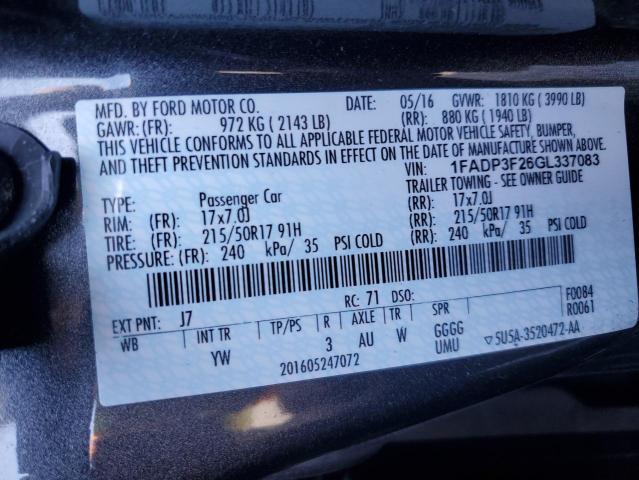 MFD. BY FORD MOTOR CO. DATE: 05/16 GVWR: 1810 KG ( 3990 LB)
GAWR: (FR): 972 KG ( 2143 LB) (RR): 880 KG ( 1940 LB)
THIS VEHICLE CONFORMS TO ALL APPLICABLE FEDERAL MOTOR VEHICLE SAFETY, BUMPER,
AND THEFT PREVENTION STANDARDS IN EFFECT ON THE DATE OF MANUFACTURE SHOWN ABOVE.
VIN: 1FADP3F26GL337083
TYPE: Passenger Car TRAILER TOWING - SEE OWNER GUIDE
RIM: (FR): 17x7.0J (RR): 17x7.0J
TIRE: (FR): 215/50R17 91H (RR): 215/50R17 91H
PRESSURE: (FR): 240 kPa/ 35 PSI COLD (RR): 240 kPa/ 35 PSI COLD
EXT PNT: J7 RC: 71 DSO: F0084
WB INT TR TP/PS R AXLE TR SPR R0061
YW 3 AU W GGGG
UMU
201605247072 5U5A-3520472-AA